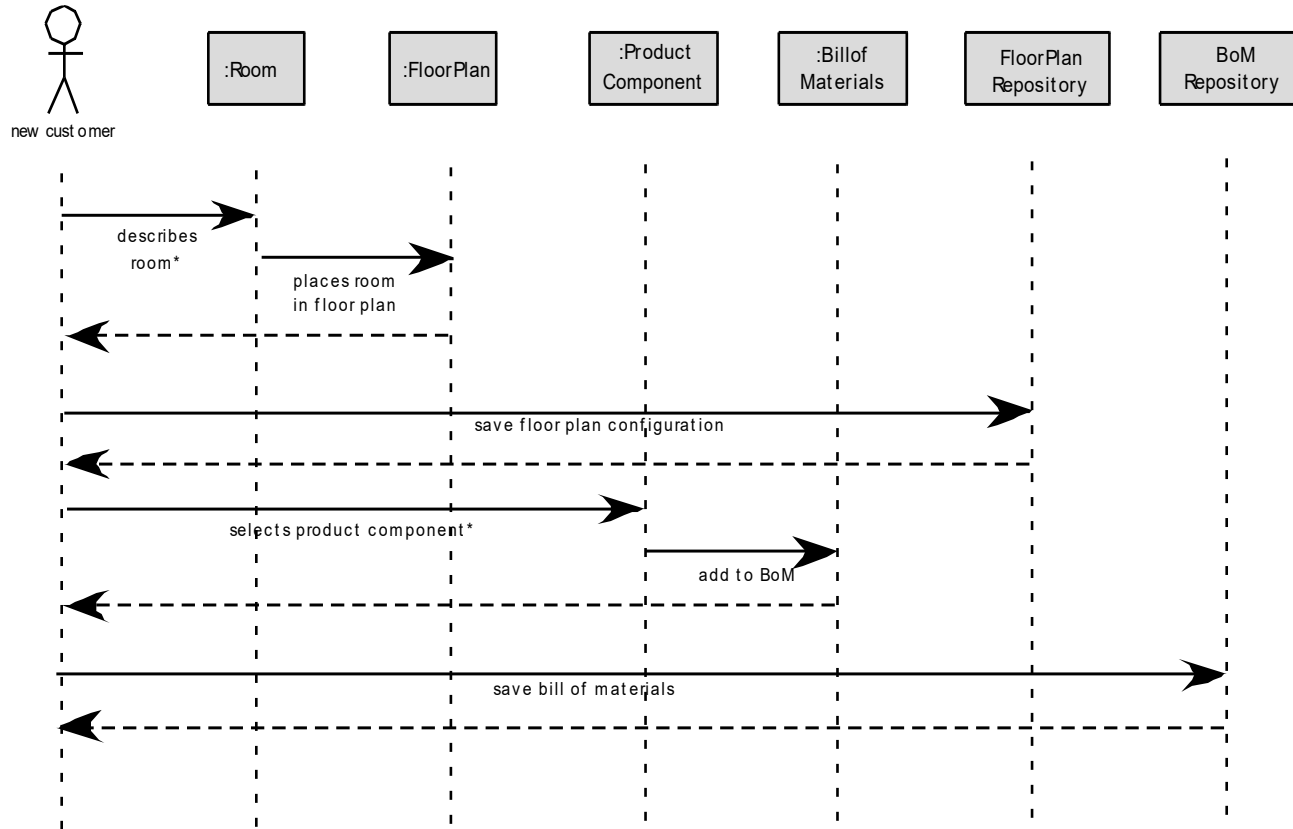 new customer
:Room
:FloorPlan
:Product
Component
:Billof
Materials
FloorPlan
Repository
BoM
Repository
describes
room*
places room
in floor plan
save floor plan configuration
selects product component*
add to BoM
save bill of materials